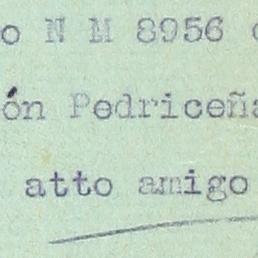 o N M 8956
ón Pedriceña
atto amigo